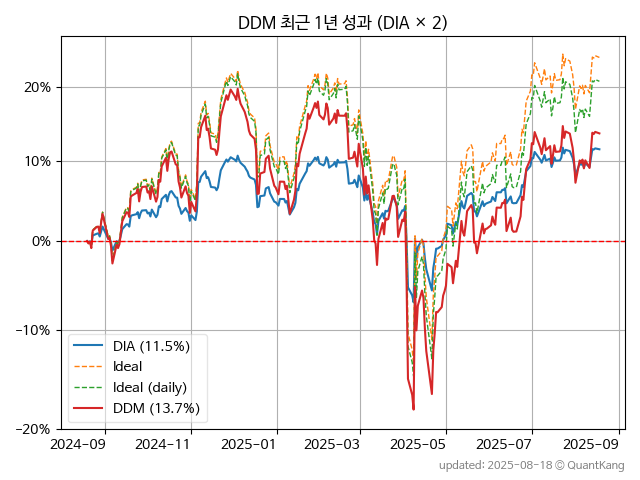 DDM 최근 1년 성과 (DIA × 2)
20%
10%
0%
−10%
−20%
DIA (11.5%)
Ideal
Ideal (daily)
DDM (13.7%)
2024−09
2024−11
2025−01
2025−03
2025−05
2025−07
2025−09
updated: 2025-08-18 © QuantKang